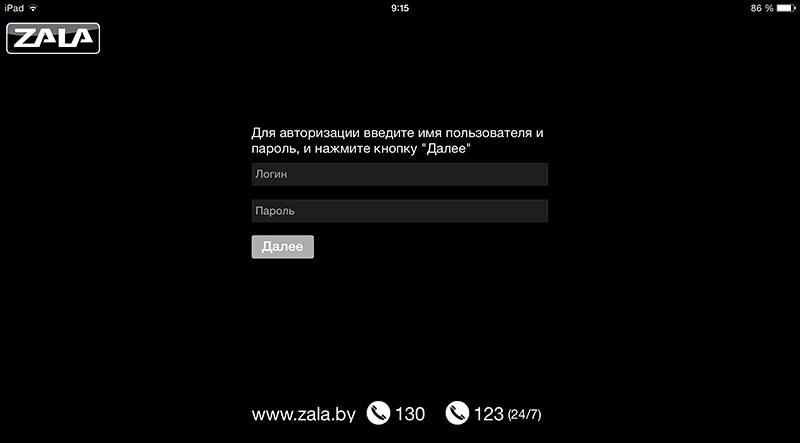 iPad 9:15 86 %
ZALA
Для авторизации введите имя пользователя и
пароль, и нажмите кнопку "Далее"
Логин
Пароль
Далее
www.zala.by 130 123 (24/7)